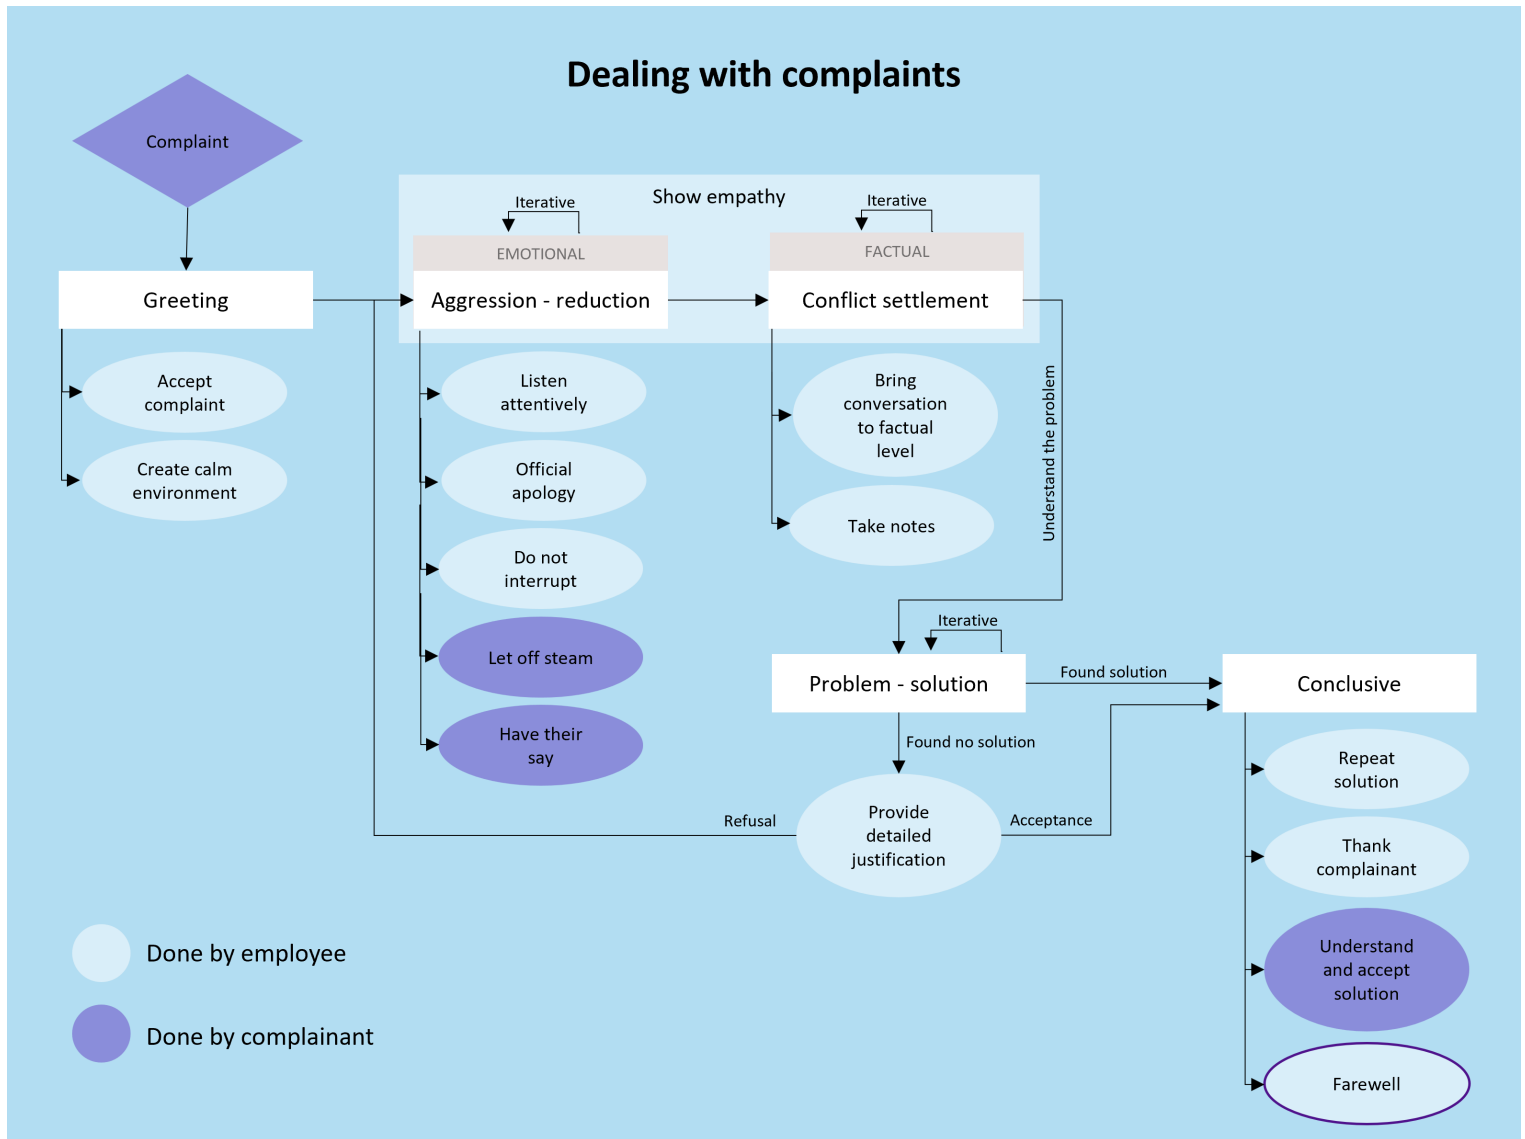 Dealing with complaints
Complaint
Show empathy
Iterative
Iterative
EMOTIONAL
FACTUAL
Greeting
Aggression - reduction
Conflict settlement
Accept
complaint
Create calm
environment
Listen
attentively
Official
apology
Do not
interrupt
Let off steam
Have their
say
Bring
conversation
to factual
level
Take notes
Understand the problem
Iterative
Problem - solution
Found solution
Conclusive
Found no solution
Provide
detailed
justification
Refusal
Acceptance
Repeat
solution
Thank
complainant
Understand
and accept
solution
Farewell
Done by employee
Done by complainant